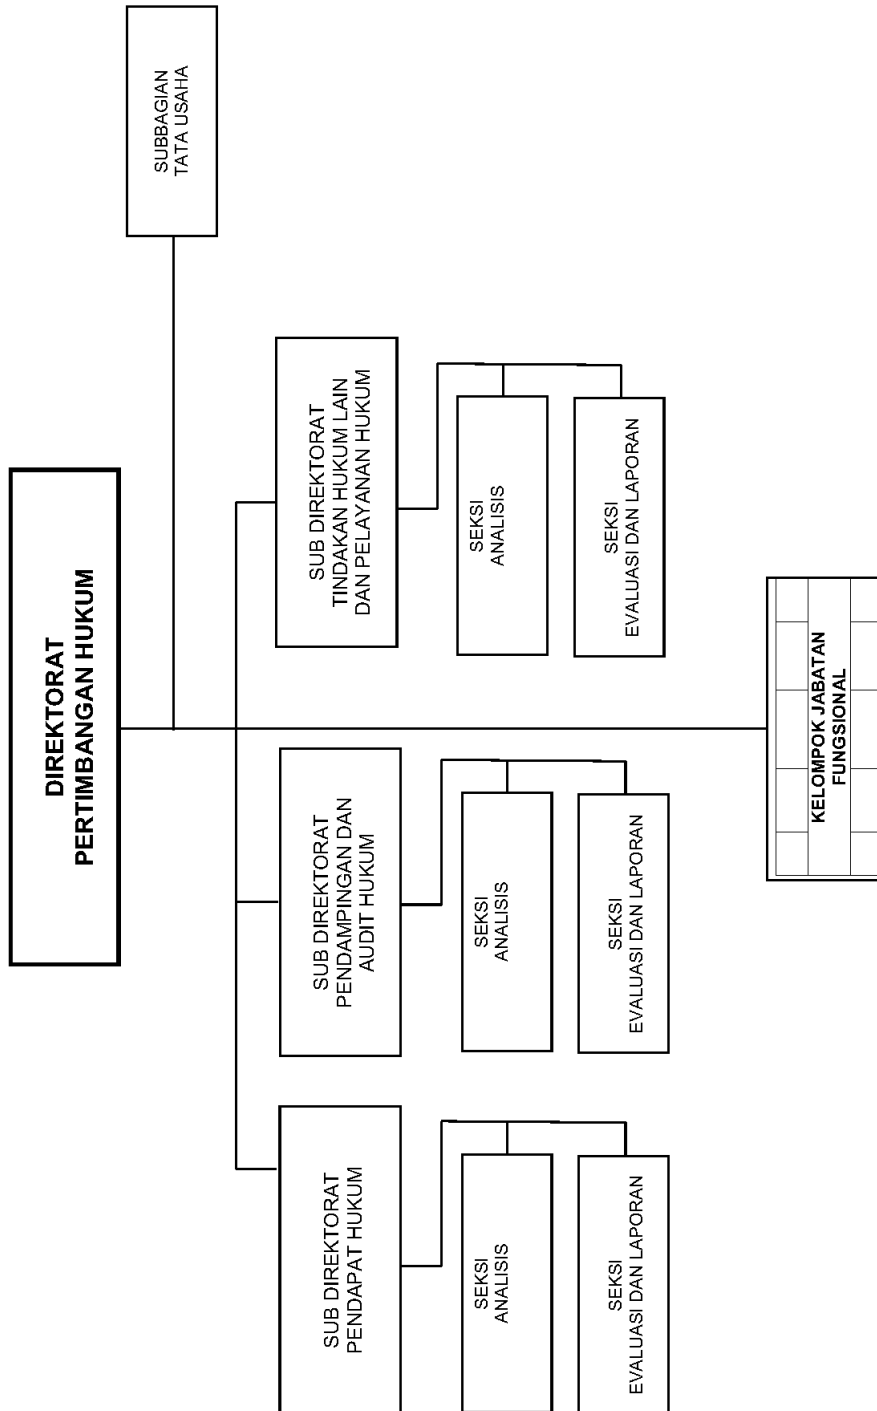 DIREKTORAT
PERTIMBANGAN HUKUM
SUBBAGIAN
TATA USAHA
SUB DIREKTORAT
PENDAPAT HUKUM
SUB DIREKTORAT
PENDAMPINGAN DAN
AUDIT HUKUM
SUB DIREKTORAT
TINDAKAN HUKUM LAIN
DAN PELAYANAN HUKUM
SEKSI
ANALISIS
SEKSI
ANALISIS
SEKSI
ANALISIS
SEKSI
EVALUASI DAN LAPORAN
SEKSI
EVALUASI DAN LAPORAN
SEKSI
EVALUASI DAN LAPORAN
KELOMPOK JABATAN
FUNGSIONAL